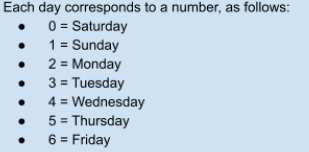 Each day corresponds to a number, as follows:
● 0 = Saturday
● 1 = Sunday
● 2 = Monday
● 3 = Tuesday
● 4 = Wednesday
● 5 = Thursday
● 6 = Friday